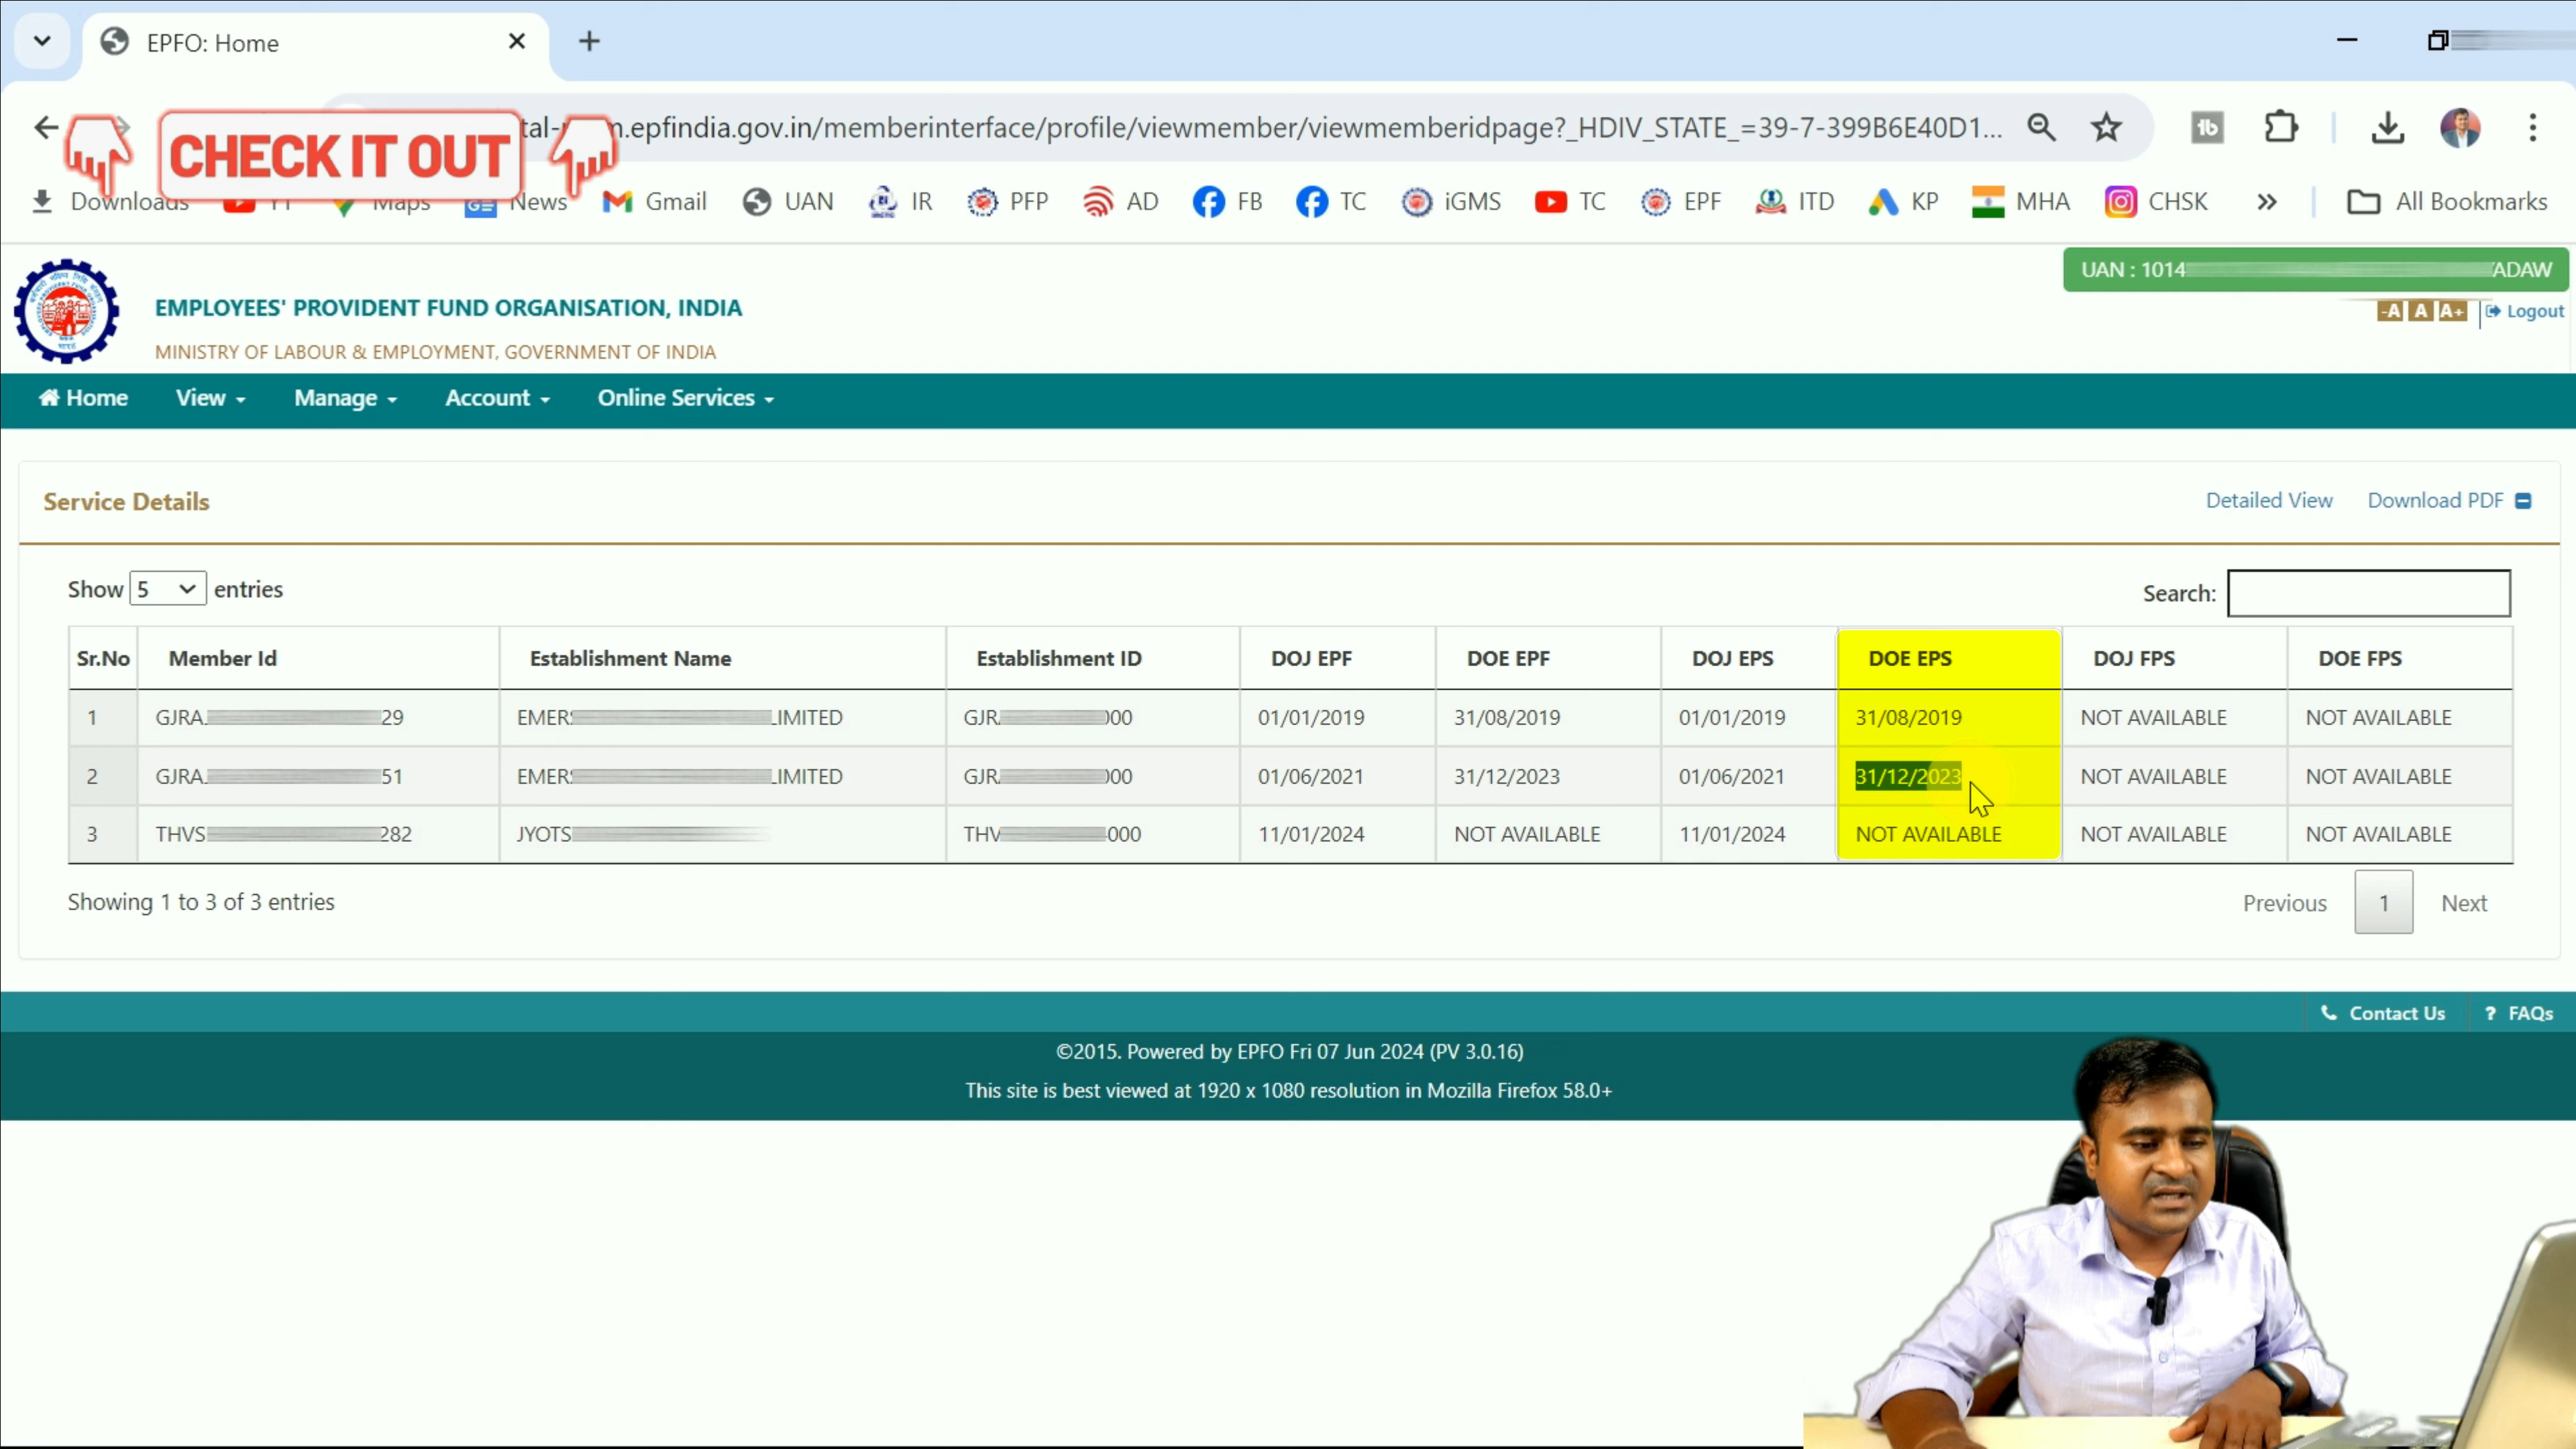 EPFO: Home
CHECK IT OUT
.epfindia.gov.in/memberinterface/profile/viewmember/viewmemberidpage?_HDIV_STATE_=39-7-399B6E40D1...
Downloads YT Maps News Gmail UAN IR PFP AD FB TC iGMS TC EPF ITD KP MHA CHSK » All Bookmarks
UAN : 1014 ADAW
EMPLOYEES' PROVIDENT FUND ORGANISATION, INDIA
-A A A+ Logout
MINISTRY OF LABOUR & EMPLOYMENT, GOVERNMENT OF INDIA
Home View Manage Account Online Services
Service Details Detailed View Download PDF
Show 5 entries Search:
Sr.No Member Id Establishment Name Establishment ID DOJ EPF DOE EPF DOJ EPS DOE EPS DOJ FPS DOE FPS
1 GJRA 29 EMER LIMITED GJR 000 01/01/2019 31/08/2019 01/01/2019 31/08/2019 NOT AVAILABLE NOT AVAILABLE
2 GJRA 51 EMER LIMITED GJR 000 01/06/2021 31/12/2023 01/06/2021 31/12/2023 NOT AVAILABLE NOT AVAILABLE
3 THVS 282 JYOTS THV 000 11/01/2024 NOT AVAILABLE 11/01/2024 NOT AVAILABLE NOT AVAILABLE NOT AVAILABLE
Showing 1 to 3 of 3 entries Previous 1 Next
Contact Us ? FAQs
©2015. Powered by EPFO Fri 07 Jun 2024 (PV 3.0.16)
This site is best viewed at 1920 x 1080 resolution in Mozilla Firefox 58.0+